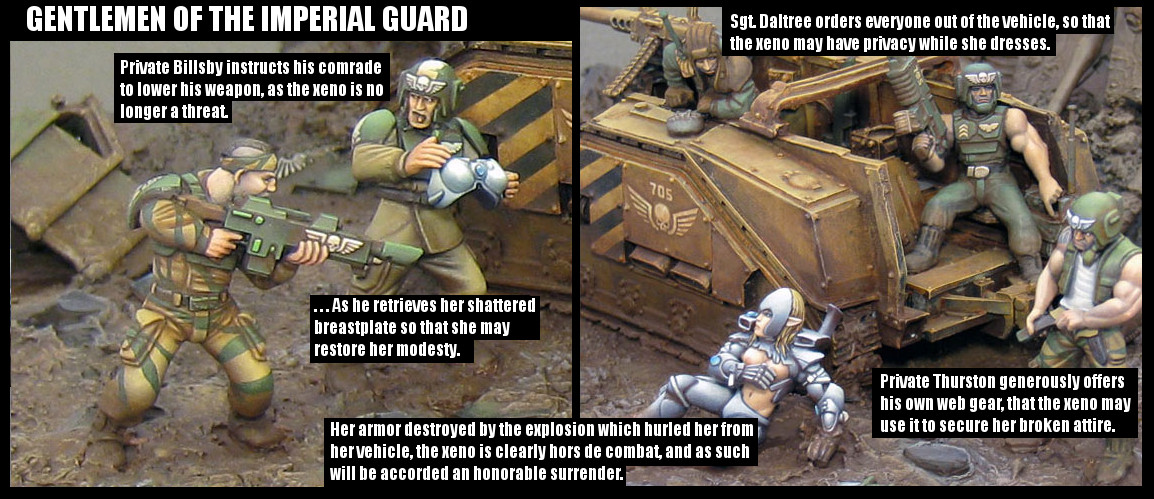 GENTLEMEN OF THE IMPERIAL GUARD
Private Billsby instructs his comrade
to lower his weapon, as the xeno is no
longer a threat.
. . . As he retrieves her shattered
breastplate so that she may
restore her modesty.
Her armor destroyed by the explosion which hurled her from
her vehicle, the xeno is clearly hors de combat, and as such
will be accorded an honorable surrender.
Sgt. Daltree orders everyone out of the vehicle, so that
the xeno may have privacy while she dresses.
705
Private Thurston generously offers
his own web gear, that the xeno may
use it to secure her broken attire.